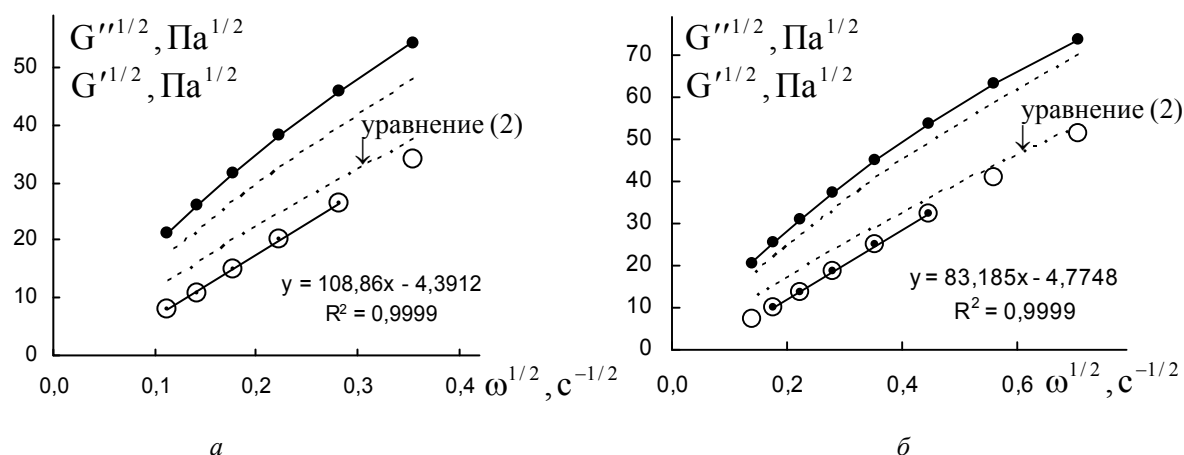 G''^{1/2}, Па^{1/2}
G'^{1/2}, Па^{1/2}
50
40
30
20
10
0
уравнение (2)
y = 108,86x - 4,3912
R² = 0,9999
0,0 0,1 0,2 0,3 0,4 ω^{1/2}, с^{-1/2}
а
G''^{1/2}, Па^{1/2}
G'^{1/2}, Па^{1/2}
70
60
50
40
30
20
10
0
уравнение (2)
y = 83,185x - 4,7748
R² = 0,9999
0,0 0,2 0,4 0,6 ω^{1/2}, с^{-1/2}
б